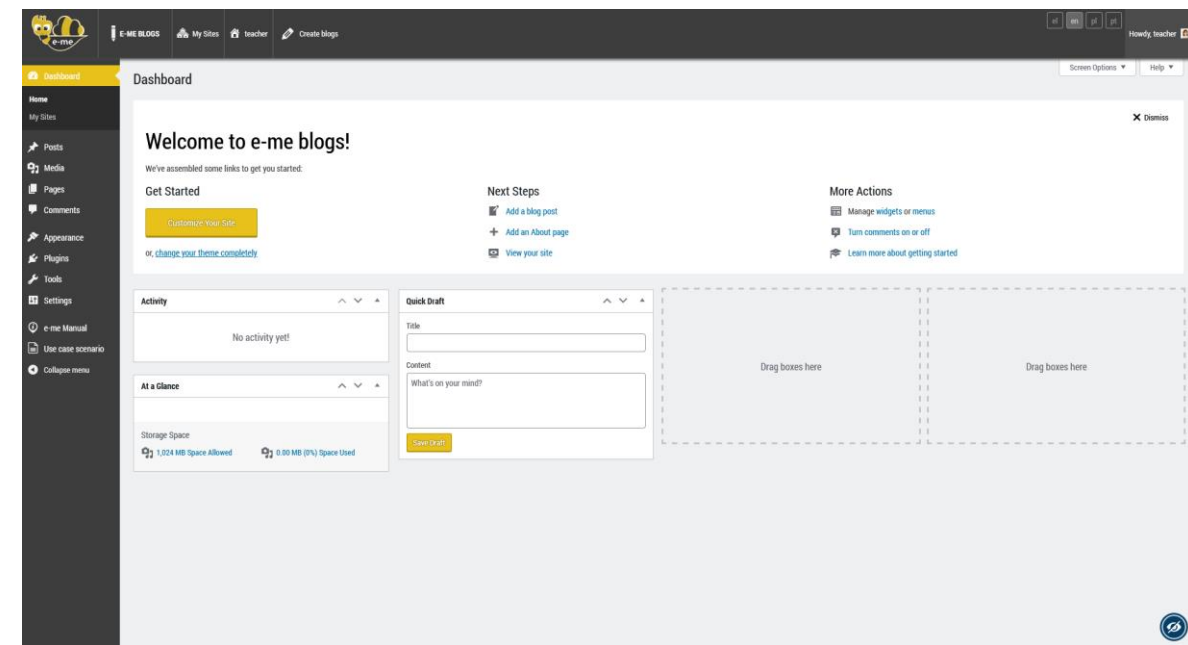 e-me
E-ME BLOGS My Sites teacher Create blogs
el en pl pt
Howdy, teacher
Dashboard
Home
My Sites
Posts
Media
Pages
Comments
Appearance
Plugins
Tools
Settings
e-me Manual
Use case scenario
Collapse menu
Dashboard
Screen Options ▼ Help ▼
Dismiss
Welcome to e-me blogs!
We've assembled some links to get you started:
Get Started
Customize Your Site
or, change your theme completely
Next Steps
Add a blog post
Add an About page
View your site
More Actions
Manage widgets or menus
Turn comments on or off
Learn more about getting started
Activity
No activity yet!
At a Glance
Storage Space
1,024 MB Space Allowed 0.00 MB (0%) Space Used
Quick Draft
Title
Content
What's on your mind?
Save Draft
Drag boxes here
Drag boxes here